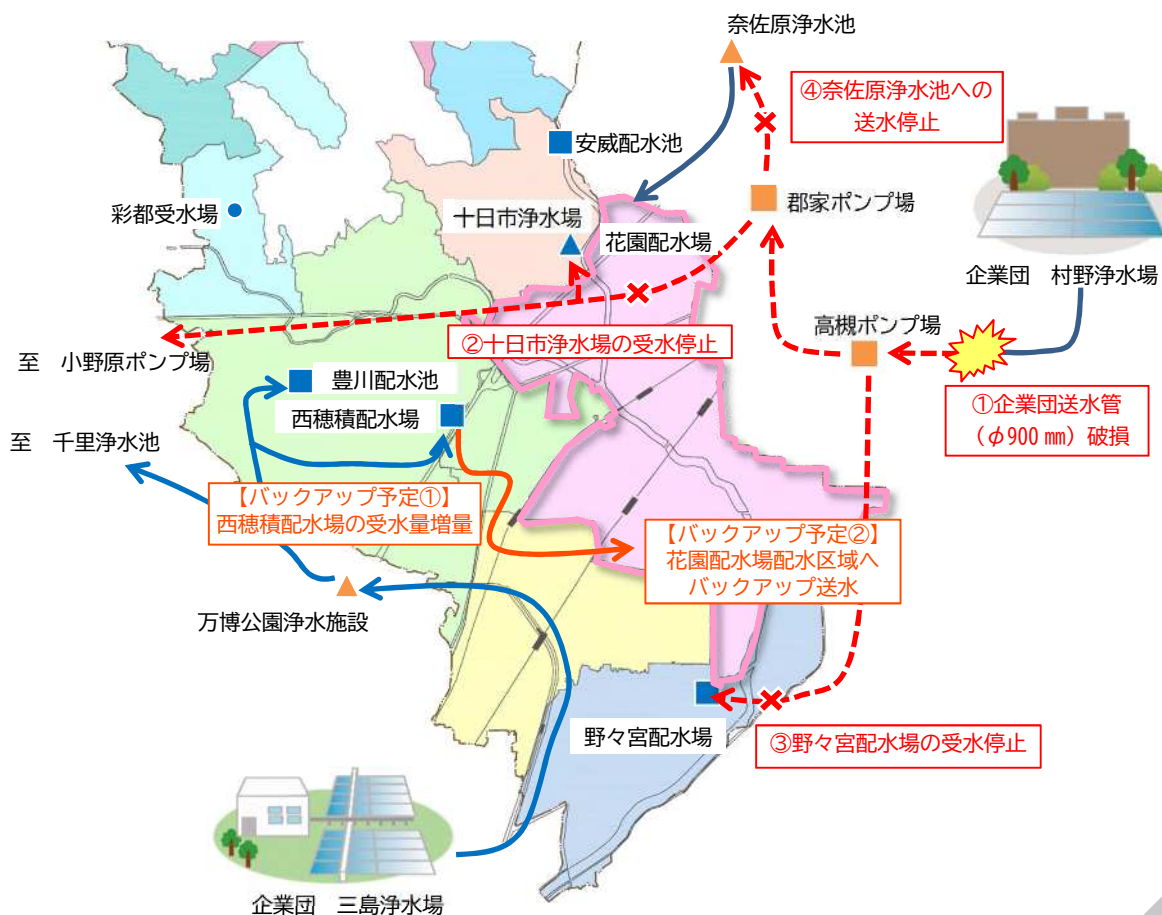 奈佐原浄水池
④奈佐原浄水池への
送水停止
安威配水池
彩都受水場
十日市浄水場
花園配水場
郡家ポンプ場
企業団 村野浄水場
②十日市浄水場の受水停止
高槻ポンプ場
至 小野原ポンプ場
豊川配水池
西穂積配水場
①企業団送水管
（φ900 ㎜）破損
至 千里浄水池
【バックアップ予定①】
西穂積配水場の受水量増量
【バックアップ予定②】
花園配水場配水区域へ
バックアップ送水
万博公園浄水施設
野々宮配水場
③野々宮配水場の受水停止
企業団 三島浄水場